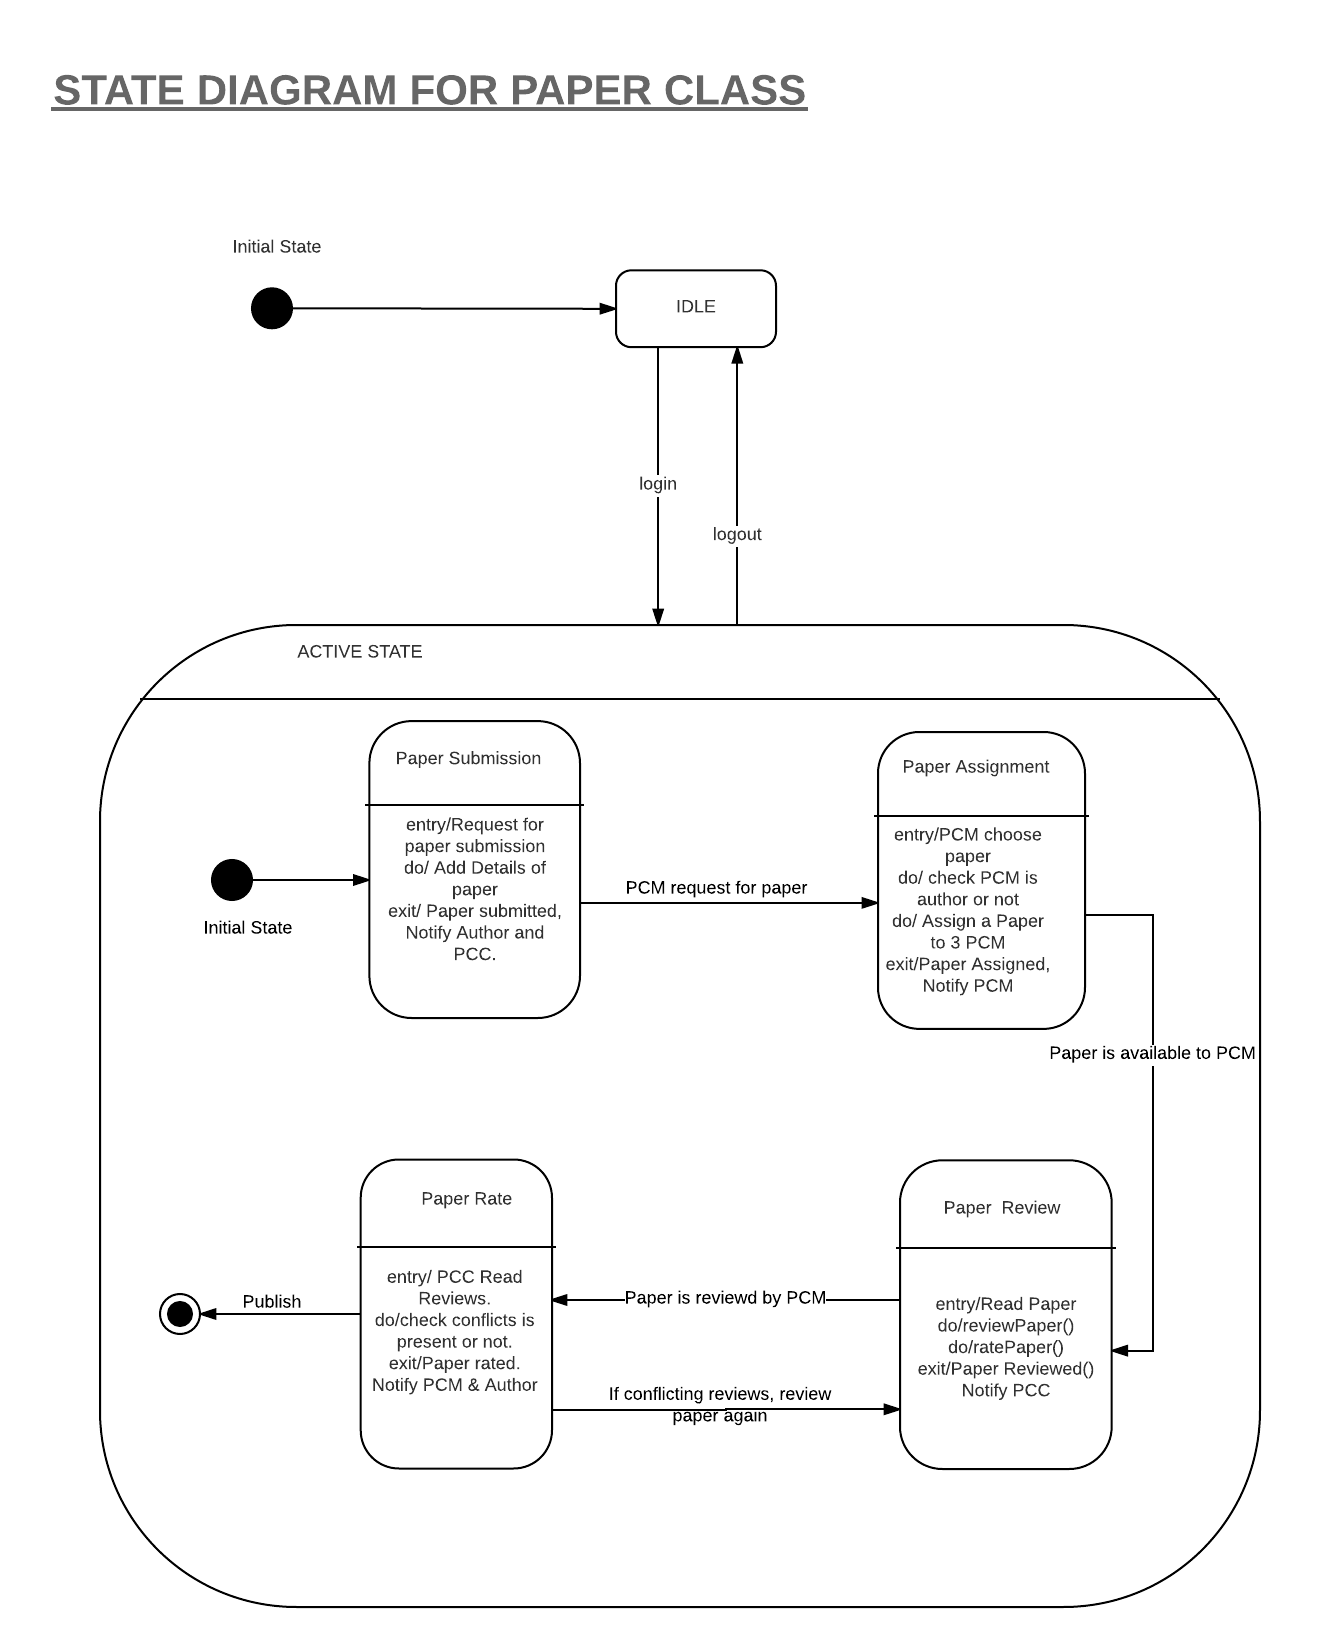 STATE DIAGRAM FOR PAPER CLASS
Initial State
IDLE
login
logout
ACTIVE STATE
Paper Submission
entry/Request for
paper submission
do/ Add Details of
paper
exit/ Paper submitted,
Notify Author and
PCC.
Initial State
PCM request for paper
Paper Assignment
entry/PCM choose
paper
do/ check PCM is
author or not
do/ Assign a Paper
to 3 PCM
exit/Paper Assigned,
Notify PCM
Paper is available to PCM
Paper Rate
entry/ PCC Read
Reviews.
do/check conflicts is
present or not.
exit/Paper rated.
Notify PCM & Author
Publish
Paper is reviewd by PCM
If conflicting reviews, review
paper again
Paper  Review
entry/Read Paper
do/reviewPaper()
do/ratePaper()
exit/Paper Reviewed()
Notify PCC